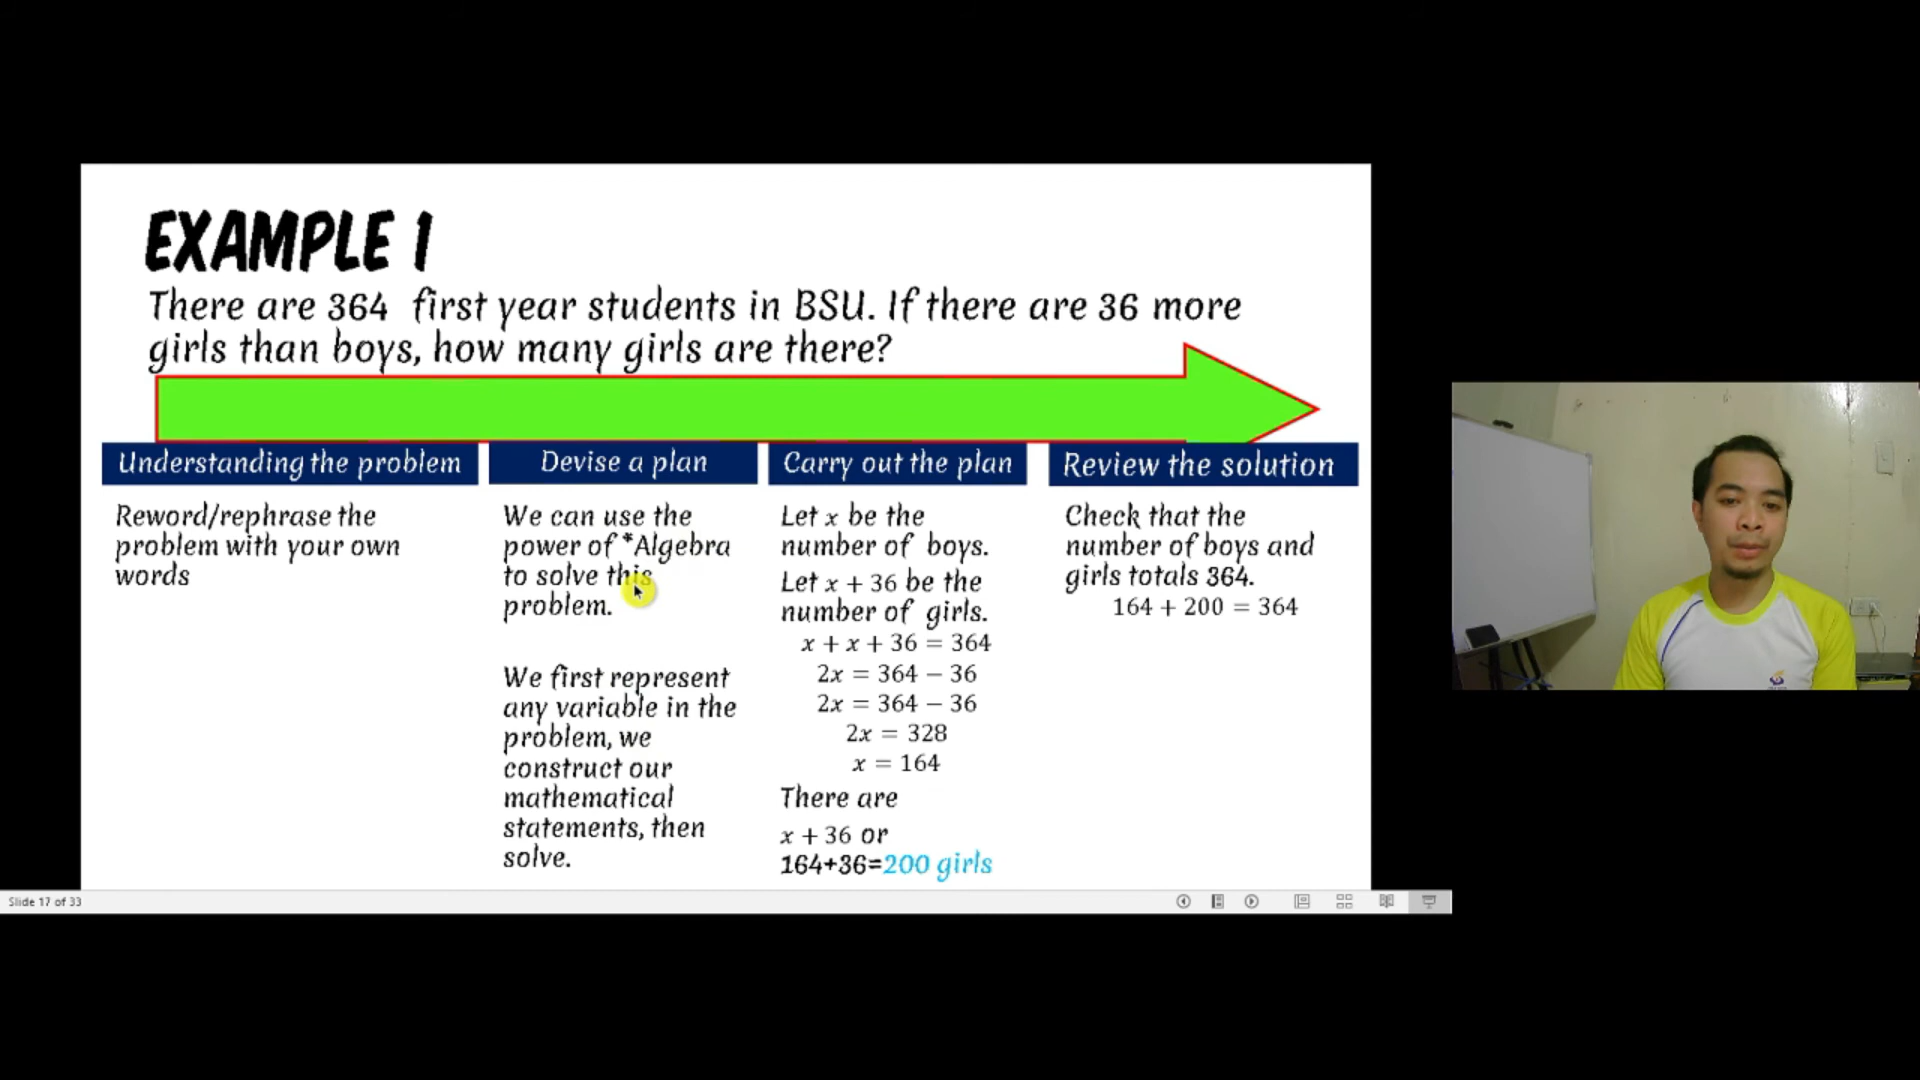 EXAMPLE 1
There are 364 first year students in BSU. If there are 36 more
girls than boys, how many girls are there?
Understanding the problem
Reword/rephrase the
problem with your own
words
Devise a plan
We can use the
power of *Algebra
to solve this
problem.
We first represent
any variable in the
problem, we
construct our
mathematical
statements, then
solve.
Carry out the plan
Let x be the
number of boys.
Let x + 36 be the
number of girls.
x + x + 36 = 364
2x = 364 − 36
2x = 364 − 36
2x = 328
x = 164
There are
x + 36 or
164+36=200 girls
Review the solution
Check that the
number of boys and
girls totals 364.
164 + 200 = 364
Slide 17 of 33